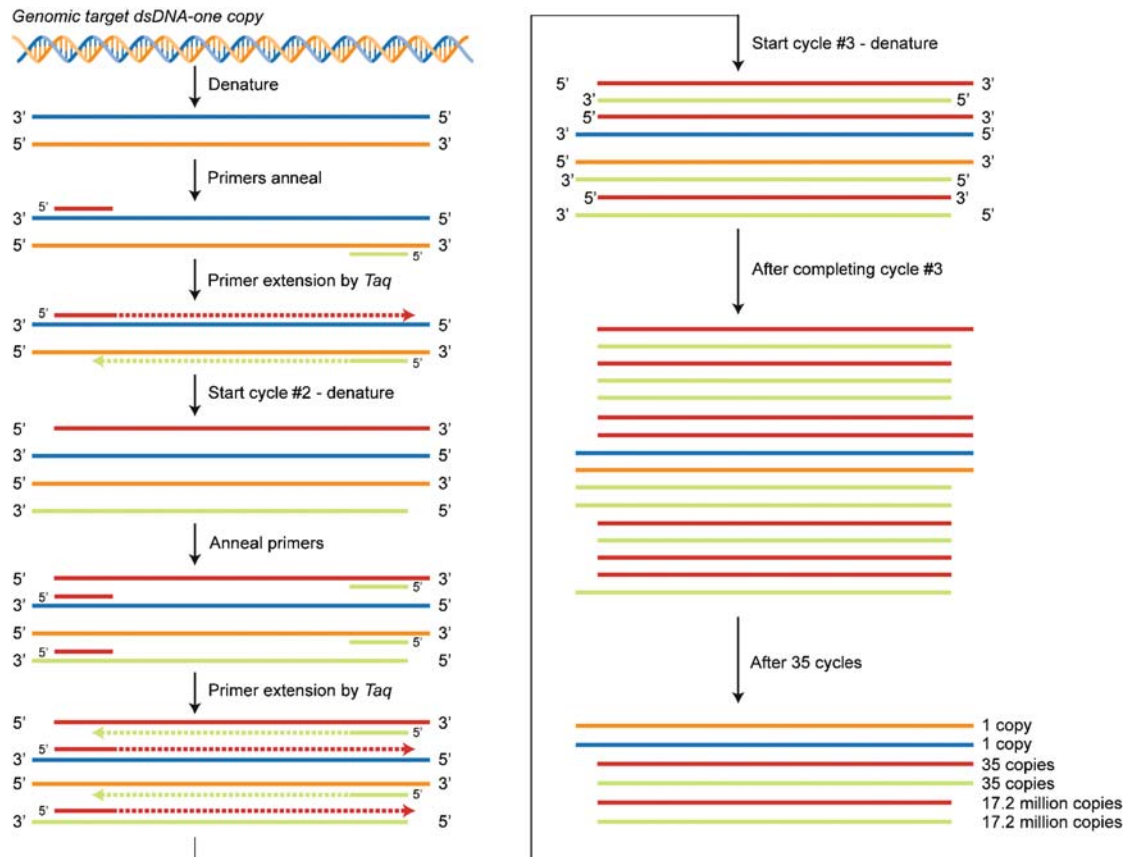 Genomic target dsDNA-one copy
Denature
3' 5'
5' 3'
Primers anneal
5'
3' 5'
5' 3'
5'
Primer extension by Taq
5'
3' 5'
5' 3'
5'
Start cycle #2 - denature
5' 3'
3' 5'
5' 3'
3' 5'
Anneal primers
5' 3'
5'
5'
3' 5'
5' 3'
5'
5'
3' 5'
Primer extension by Taq
5' 3'
5'
5'
3' 5'
5' 3'
5'
5'
3' 5'
Start cycle #3 - denature
5' 3'
3' 5'
5' 3'
3' 5'
5' 3'
3' 5'
5' 3'
3' 5'
After completing cycle #3
After 35 cycles
1 copy
1 copy
35 copies
35 copies
17.2 million copies
17.2 million copies